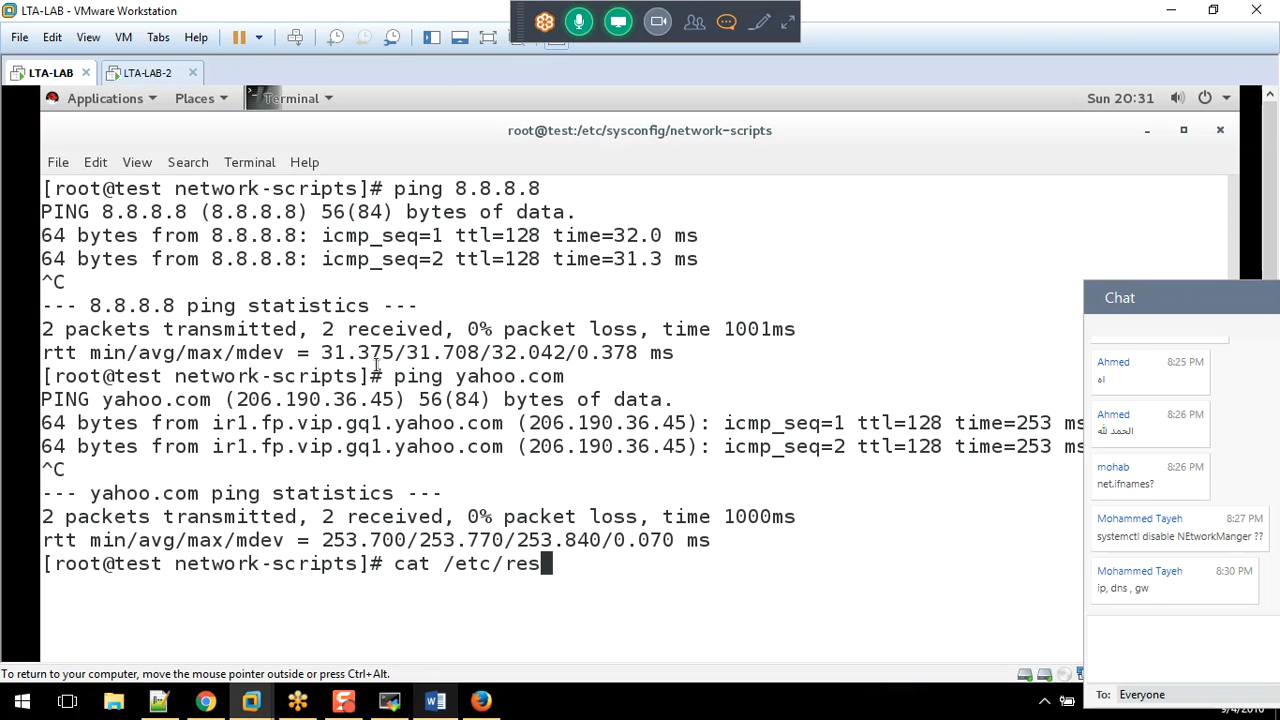 LTA-LAB - VMware Workstation
File Edit View VM Tabs Help
LTA-LAB LTA-LAB-2
Applications Places Terminal Sun 20:31
root@test:/etc/sysconfig/network-scripts
File Edit View Search Terminal Help
[root@test network-scripts]# ping 8.8.8.8
PING 8.8.8.8 (8.8.8.8) 56(84) bytes of data.
64 bytes from 8.8.8.8: icmp_seq=1 ttl=128 time=32.0 ms
64 bytes from 8.8.8.8: icmp_seq=2 ttl=128 time=31.3 ms
^C
--- 8.8.8.8 ping statistics ---
2 packets transmitted, 2 received, 0% packet loss, time 1001ms
rtt min/avg/max/mdev = 31.375/31.708/32.042/0.378 ms
[root@test network-scripts]# ping yahoo.com
PING yahoo.com (206.190.36.45) 56(84) bytes of data.
64 bytes from ir1.fp.vip.gq1.yahoo.com (206.190.36.45): icmp_seq=1 ttl=128 time=253 ms
64 bytes from ir1.fp.vip.gq1.yahoo.com (206.190.36.45): icmp_seq=2 ttl=128 time=253 ms
^C
--- yahoo.com ping statistics ---
2 packets transmitted, 2 received, 0% packet loss, time 1000ms
rtt min/avg/max/mdev = 253.700/253.770/253.840/0.070 ms
[root@test network-scripts]# cat /etc/res
Chat
Ahmed 8:25 PM
اه
Ahmed 8:26 PM
الحمد لله
mohab 8:26 PM
net.ifnames?
Mohammed Tayeh 8:27 PM
systemctl disable NEtworkManger ??
Mohammed Tayeh 8:30 PM
ip, dns , gw
To: Everyone
To return to your computer, move the mouse pointer outside or press Ctrl+Alt.